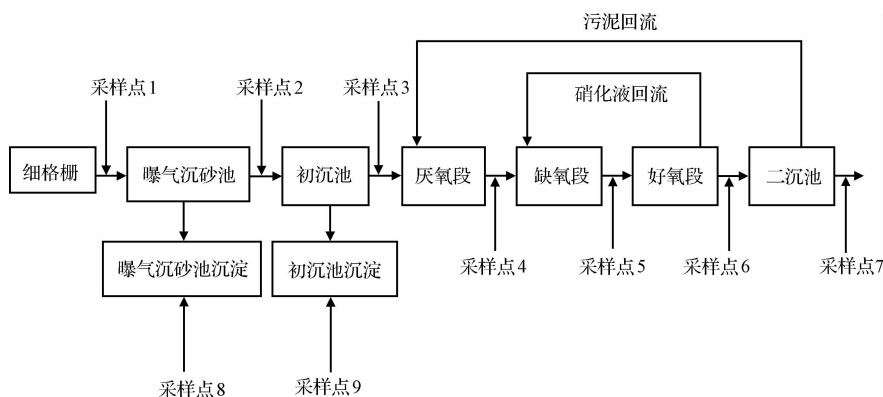 污泥回流
采样点1
采样点2
采样点3
硝化液回流
细格栅
曝气沉砂池
初沉池
厌氧段
缺氧段
好氧段
二沉池
采样点4
采样点5
采样点6
采样点7
曝气沉砂池沉淀
初沉池沉淀
采样点8
采样点9